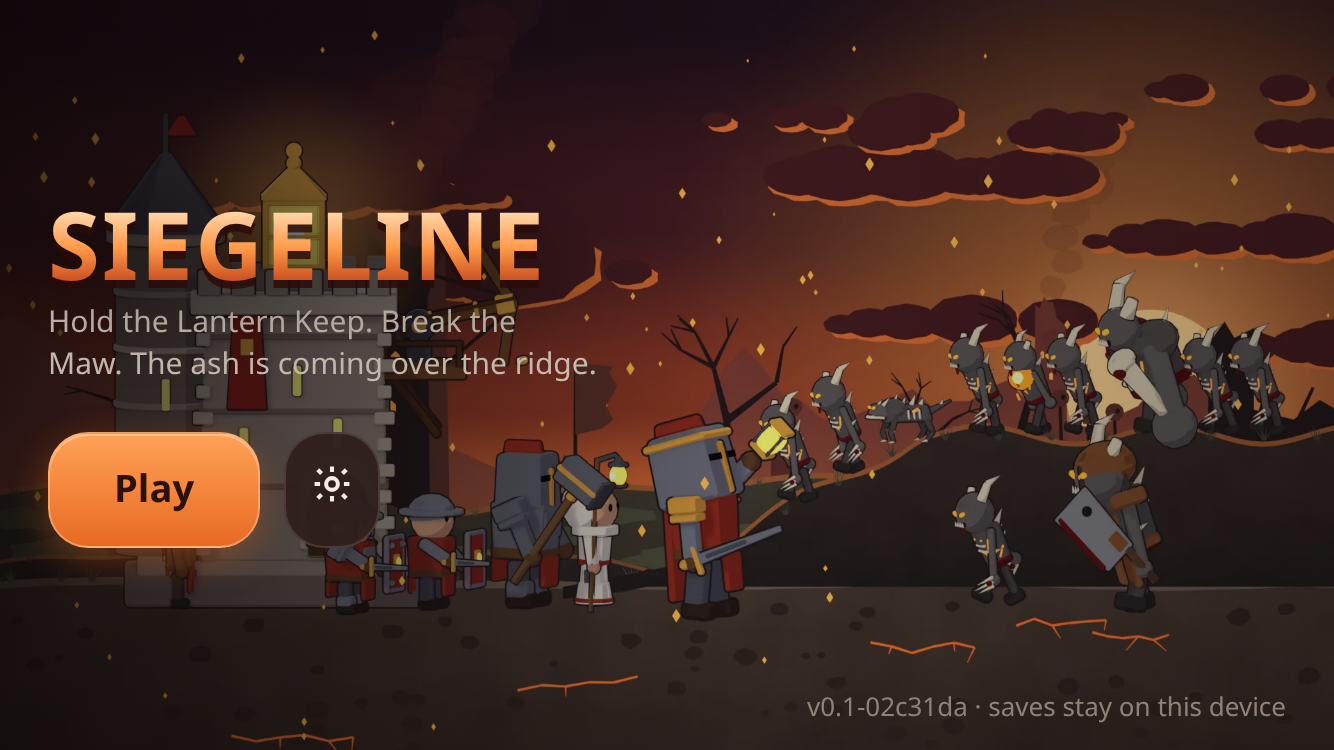 SIEGELINE
Hold the Lantern Keep. Break the
Maw. The ash is coming over the ridge.
Play
v0.1-02c31da · saves stay on this device